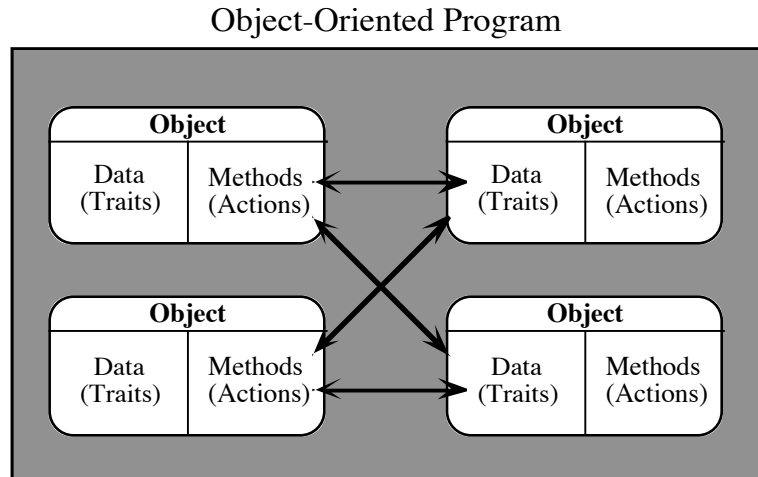 Object-Oriented Program
Object
Data
(Traits)
Methods
(Actions)
Object
Data
(Traits)
Methods
(Actions)
Object
Data
(Traits)
Methods
(Actions)
Object
Data
(Traits)
Methods
(Actions)